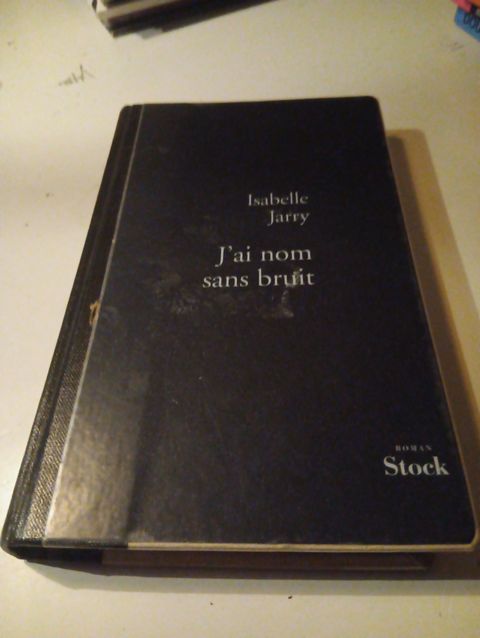 Isabelle
Jarry
J'ai nom
sans bruit
ROMAN
Stock